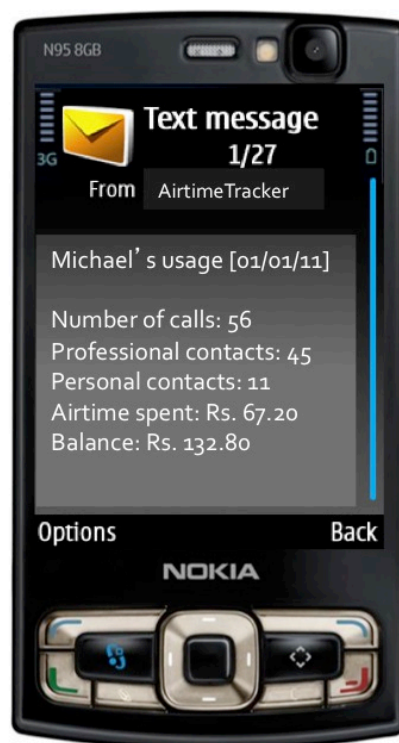 N95 8GB
Text message
3G
1/27
From AirtimeTracker
Michael's usage [01/01/11]
Number of calls: 56
Professional contacts: 45
Personal contacts: 11
Airtime spent: Rs. 67.20
Balance: Rs. 132.80
Options Back
NOKIA